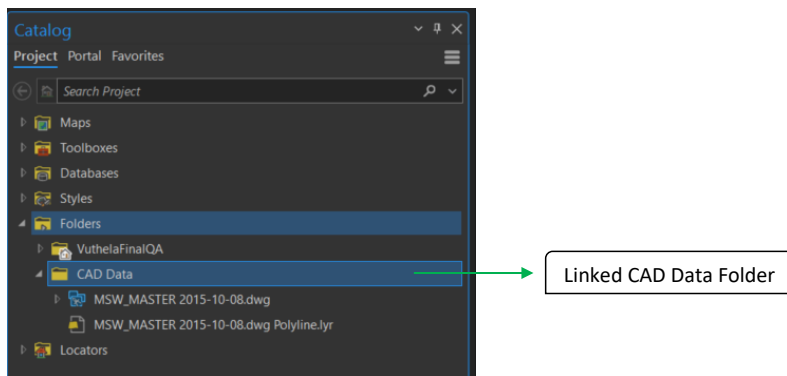 Catalog
Project Portal Favorites
Search Project
Maps
Toolboxes
Databases
Styles
Folders
VuthelaFinalQA
CAD Data
Linked CAD Data Folder
MSW_MASTER 2015-10-08.dwg
MSW_MASTER 2015-10-08.dwg Polyline.lyr
Locators